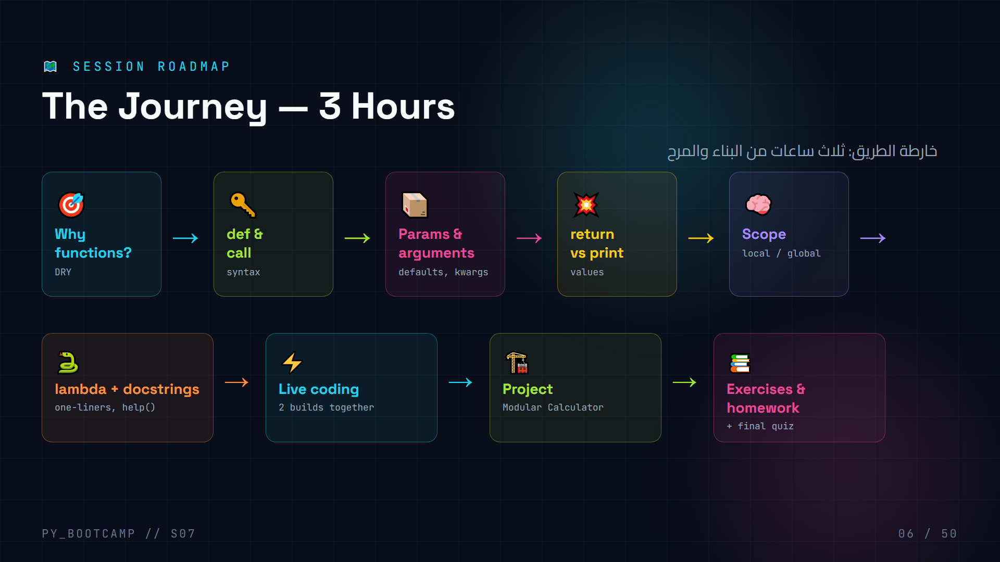 SESSION ROADMAP
The Journey — 3 Hours
خارطة الطريق: ثلاث ساعات من البناء والمرح
Why
functions?
DRY
def &
call
syntax
Params &
arguments
defaults, kwargs
return
vs print
values
Scope
local / global
lambda + docstrings
one-liners, help()
Live coding
2 builds together
Project
Modular Calculator
Exercises &
homework
+ final quiz
PY_BOOTCAMP // S07
06 / 50